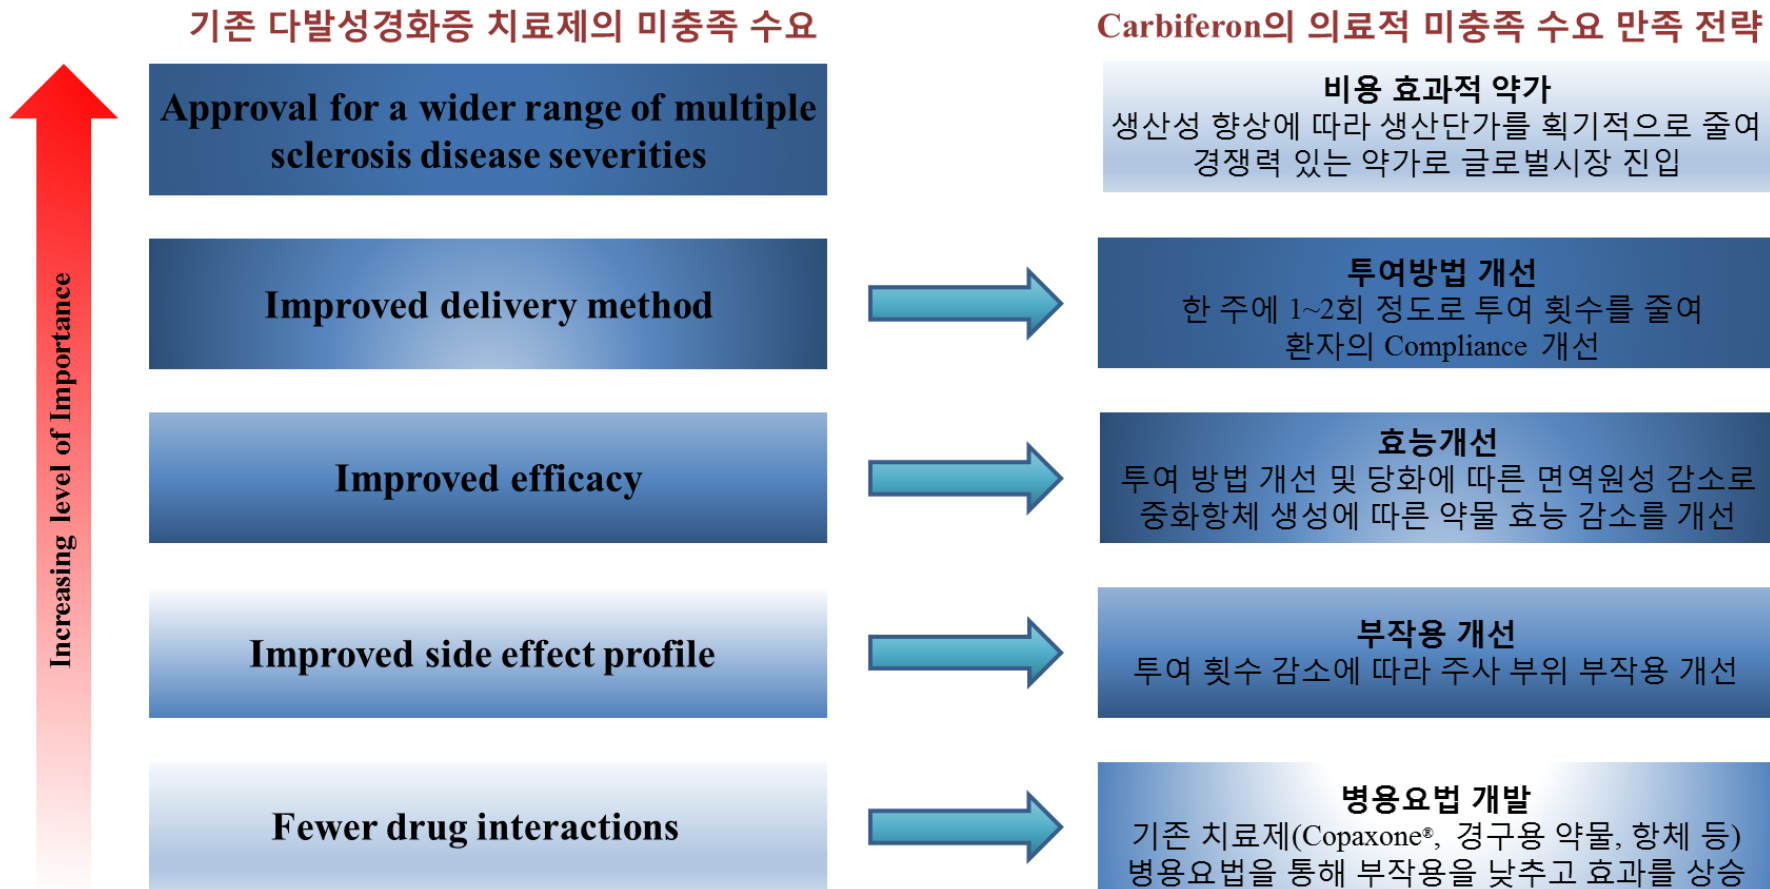 기존 다발성경화증 치료제의 미충족 수요
Carbiferon의 의료적 미충족 수요 만족 전략
Increasing level of Importance
Approval for a wider range of multiple
sclerosis disease severities
비용 효과적 약가
생산성 향상에 따라 생산단가를 획기적으로 줄여
경쟁력 있는 약가로 글로벌시장 진입
Improved delivery method
투여방법 개선
한 주에 1~2회 정도로 투여 횟수를 줄여
환자의 Compliance 개선
Improved efficacy
효능개선
투여 방법 개선 및 당화에 따른 면역원성 감소로
중화항체 생성에 따른 약물 효능 감소를 개선
Improved side effect profile
부작용 개선
투여 횟수 감소에 따라 주사 부위 부작용 개선
Fewer drug interactions
병용요법 개발
기존 치료제(Copaxone®, 경구용 약물, 항체 등)
병용요법을 통해 부작용을 낮추고 효과를 상승